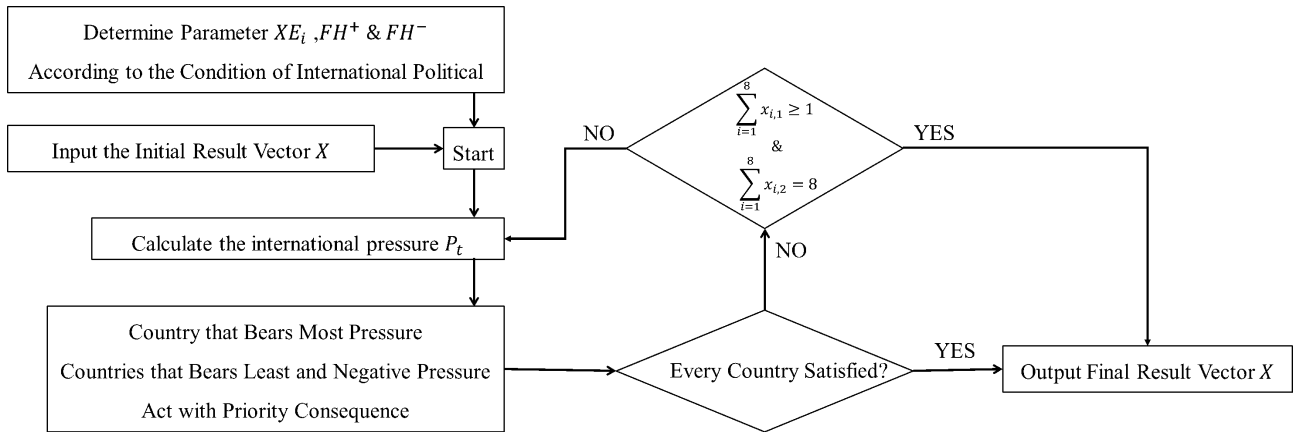 Determine Parameter XE_i ,FH^+ & FH^-
According to the Condition of International Political
Input the Initial Result Vector X
Start
Calculate the international pressure P_t
Country that Bears Most Pressure
Countries that Bears Least and Negative Pressure
Act with Priority Consequence
Every Country Satisfied?
NO
YES
∑_{i=1}^{8} x_{i,1} ≥ 1
&
∑_{i=1}^{8} x_{i,2} = 8
NO
YES
Output Final Result Vector X